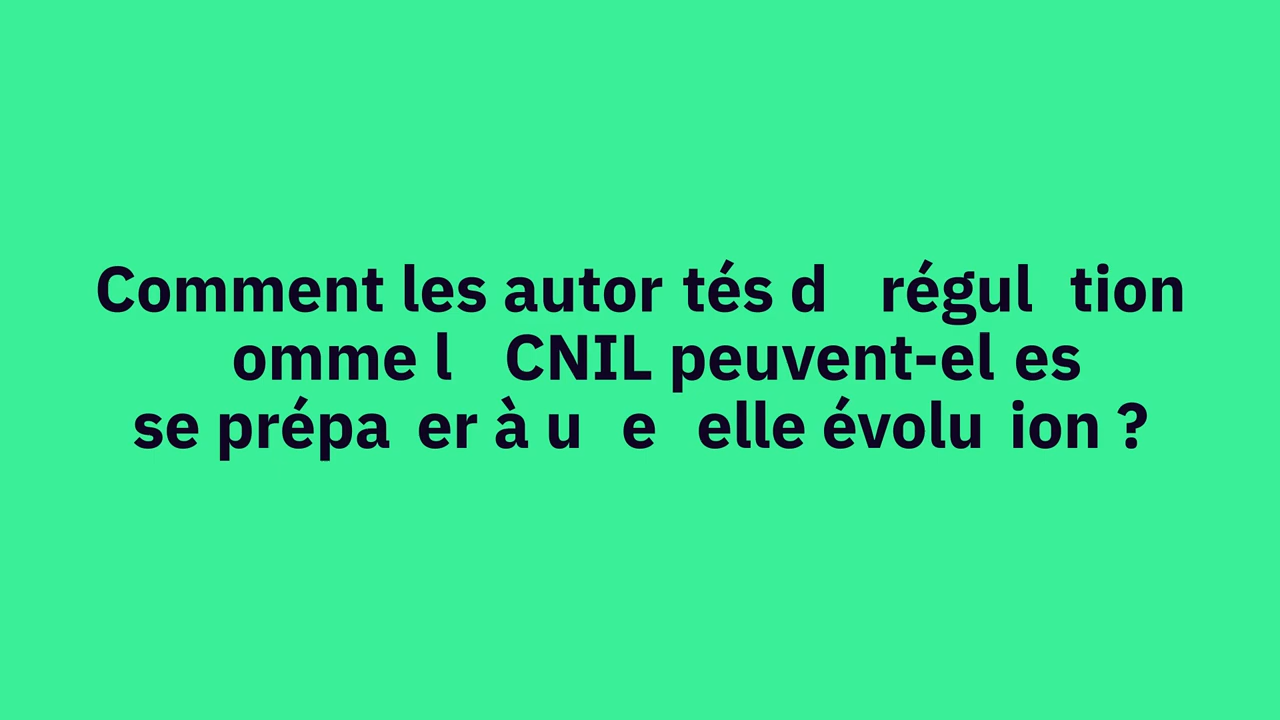 Comment les autor tés d régul tion
omme l CNIL peuvent-el es
se prépa er à u e elle évolu ion ?